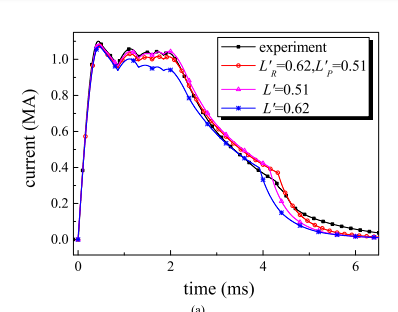 experiment
L'R=0.62,L'P=0.51
L'=0.51
L'=0.62
current (MA)
1.0
0.8
0.6
0.4
0.2
0.0
0 2 4 6
time (ms)
(a)